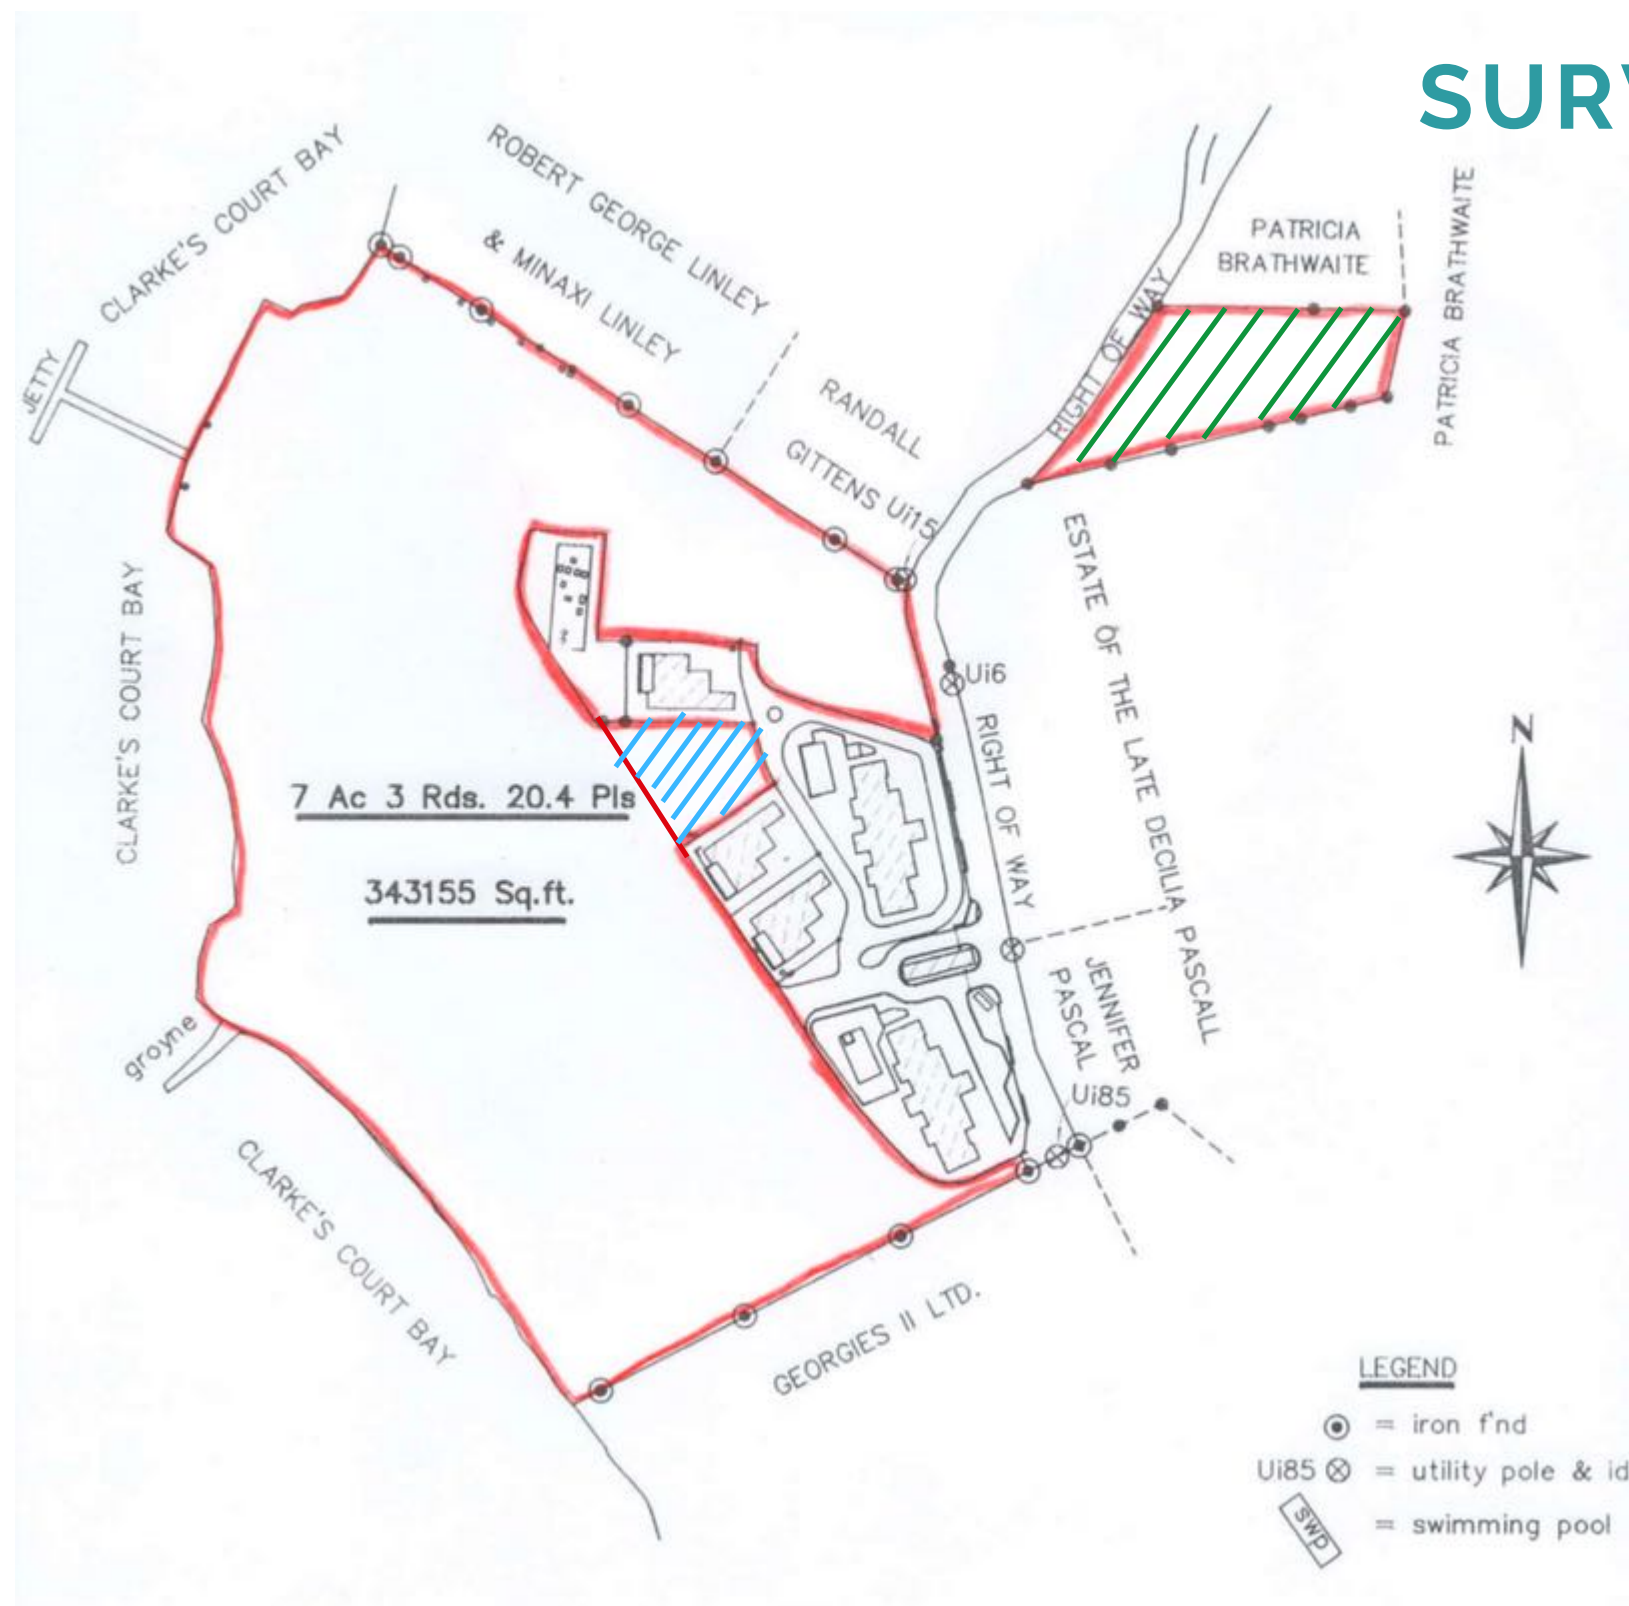 SURV
CLARKE'S COURT BAY
ROBERT GEORGE LINLEY
& MINAXI LINLEY
PATRICIA
BRATHWAITE
PATRICIA BRATHWAITE
JETTY
RIGHT OF WAY
RANDALL
GITTENS Ui15
CLARKE'S COURT BAY
ESTATE OF THE LATE DECILIA PASCALL
Ui6
RIGHT OF WAY
N
7 Ac 3 Rds. 20.4 Pls
343155 Sq.ft.
JENNIFER
PASCAL
groyne
Ui85
CLARKE'S COURT BAY
GEORGIES II LTD.
LEGEND
= iron f'nd
Ui85 = utility pole & id
swp = swimming pool